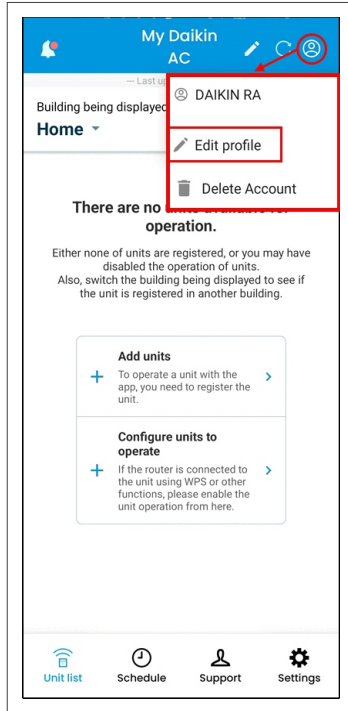 My Daikin
AC
— Last up
Building being displayed
Home
DAIKIN RA
Edit profile
Delete Account
There are no
operation.
Either none of units are registered, or you may have
disabled the operation of units.
Also, switch the building being displayed to see if
the unit is registered in another building.
Add units
To operate a unit with the
app, you need to register the
unit.
Configure units to
operate
If the router is connected to
the unit using WPS or other
functions, please enable the
unit operation from here.
Unit list
Schedule
Support
Settings